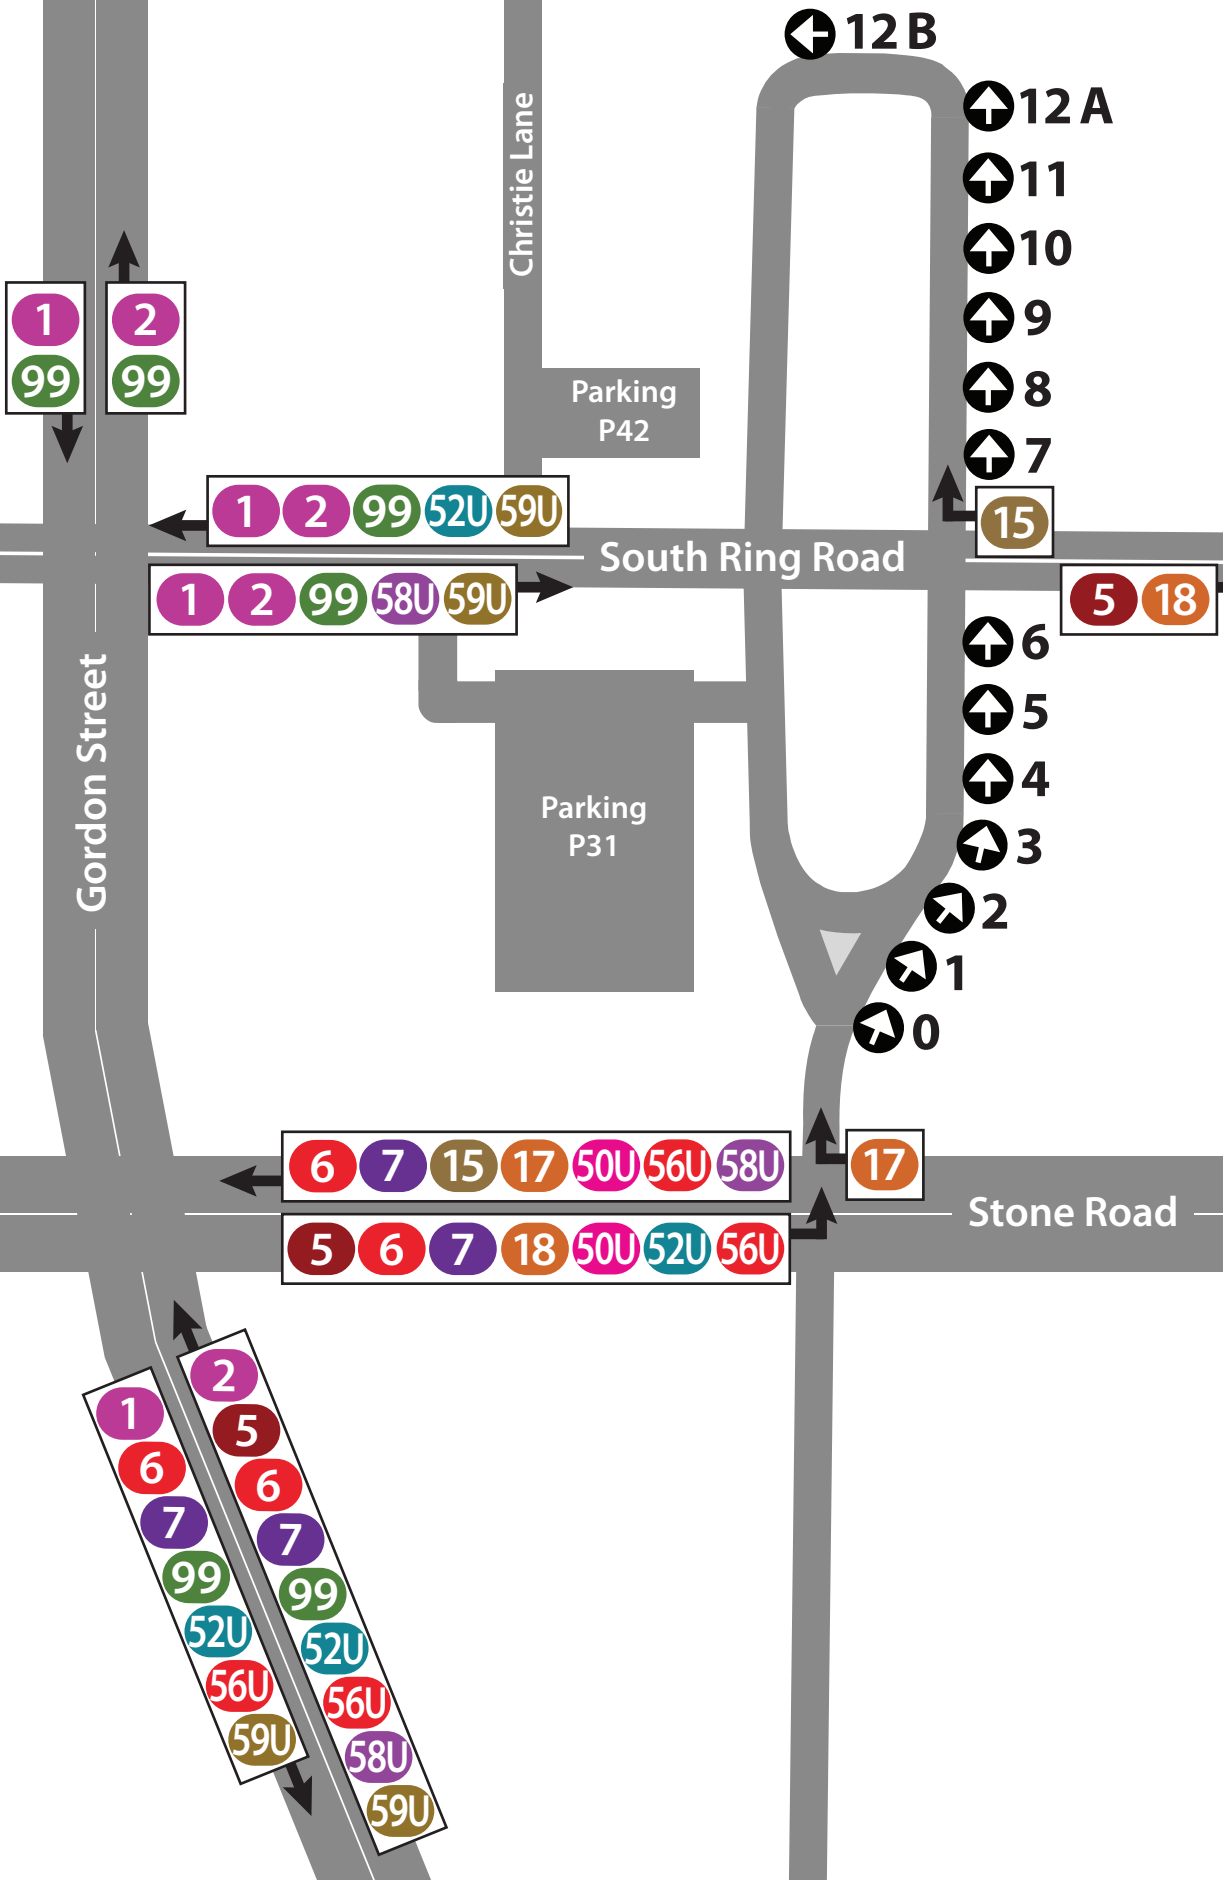 12 B
12 A
11
10
9
8
7
Christie Lane
1
99
2
99
Parking
P42
1 2 99 52U 59U
15
South Ring Road
1 2 99 58U 59U
5 18
6
5
4
3
2
1
0
Gordon Street
Parking
P31
6 7 15 17 50U 56U 58U
17
Stone Road
5 6 7 18 50U 52U 56U
1
6
7
99
52U
56U
59U
2
5
6
7
99
52U
56U
58U
59U